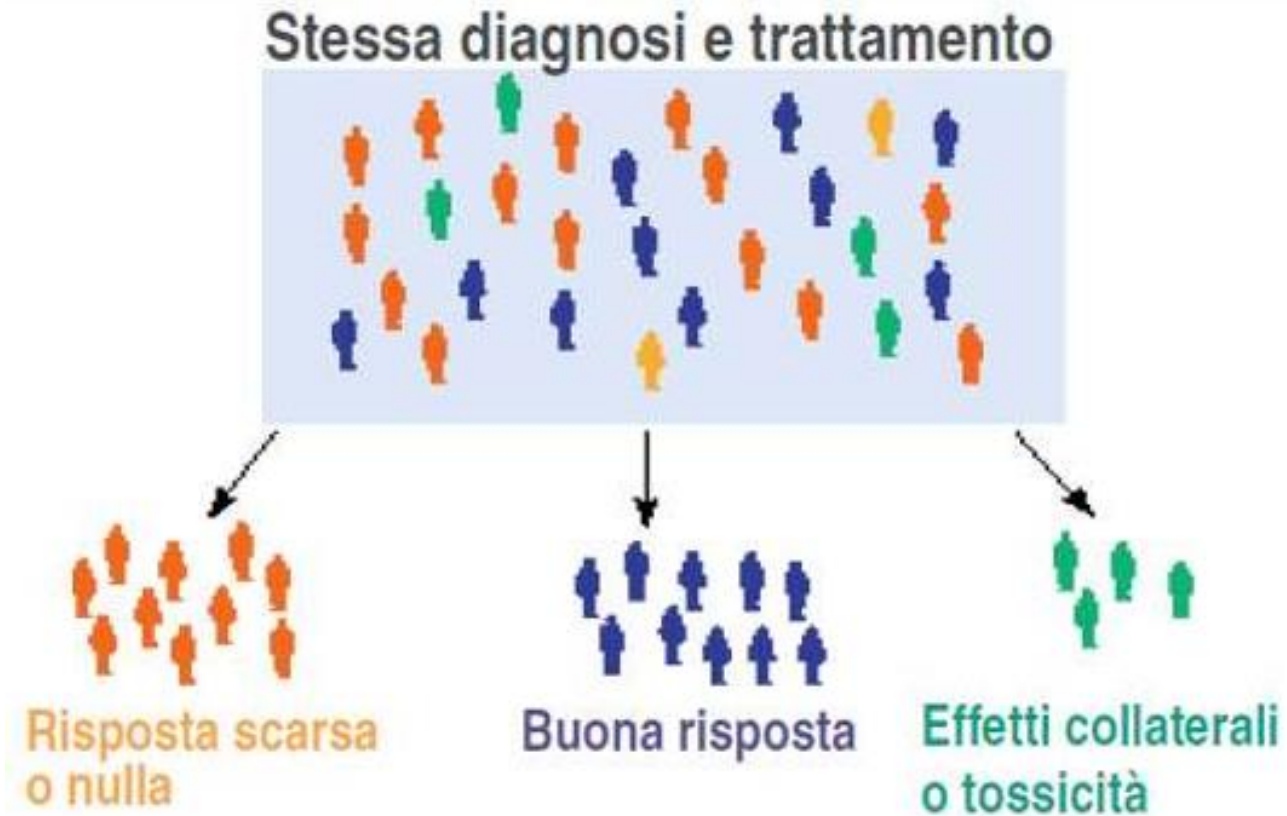 Stessa diagnosi e trattamento
Risposta scarsa
o nulla
Buona risposta
Effetti collaterali
o tossicità